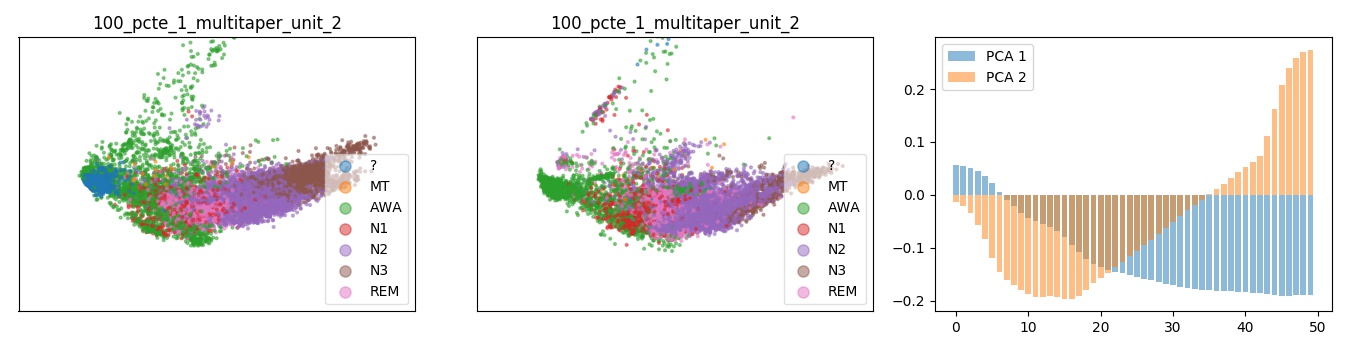 100_pcte_1_multitaper_unit_2
?
MT
AWA
N1
N2
N3
REM
100_pcte_1_multitaper_unit_2
?
MT
AWA
N1
N2
N3
REM
PCA 1
PCA 2
0.2
0.1
0.0
−0.1
−0.2
0 10 20 30 40 50